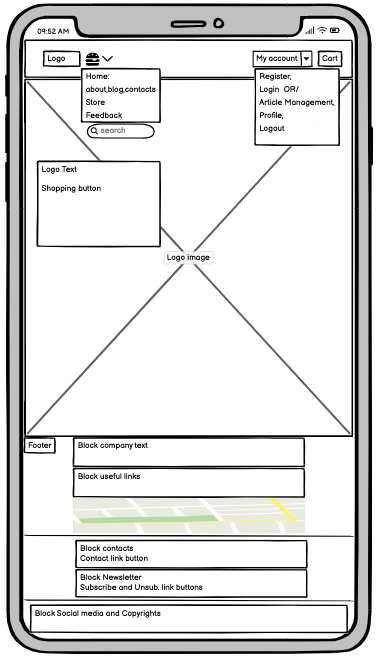 09:52 AM
Logo
My account
Cart
Home:
about,blog,contacts
Store
Feedback
search
Register,
Login OR/
Article Management,
Profile,
Logout
Logo Text
Shopping button
Logo image
Footer
Block company text
Block useful links
Block contacts
Contact link button
Block Newsletter
Subscribe and Unsub. link buttons
Block Social media and Copyrights